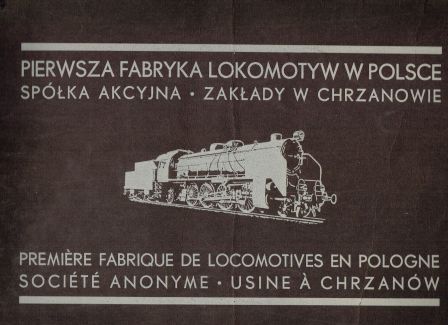 PIERWSZA FABRYKA LOKOMOTYW W POLSCE
SPÓŁKA AKCYJNA · ZAKŁADY W CHRZANOWIE
PREMIÈRE FABRIQUE DE LOCOMOTIVES EN POLOGNE
SOCIÉTÉ ANONYME · USINE À CHRZANÓW